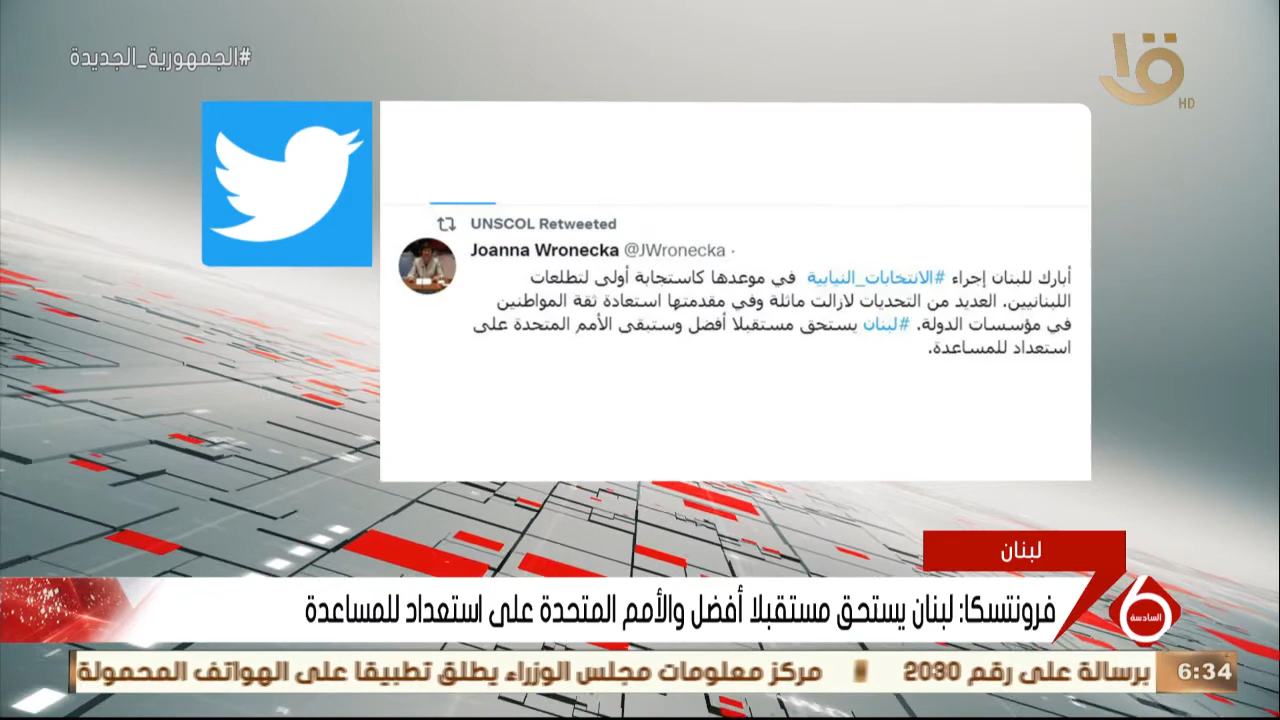 #الجمهورية_الجديدة
HD
UNSCOL Retweeted
Joanna Wronecka @JWronecka ·
أبارك للبنان إجراء #الانتخابات_النيابية في موعدها كاستجابة أولى لتطلعات
اللبنانيين. العديد من التحديات لازالت ماثلة وفي مقدمتها استعادة ثقة المواطنين
في مؤسسات الدولة. #لبنان يستحق مستقبلا أفضل وستبقى الأمم المتحدة على
استعداد للمساعدة.
لبنان
فرونتسكا: لبنان يستحق مستقبلا أفضل والأمم المتحدة على استعداد للمساعدة
السادسة
6:34
برسالة على رقم 2030 مركز معلومات مجلس الوزراء يطلق تطبيقا على الهواتف المحمولة